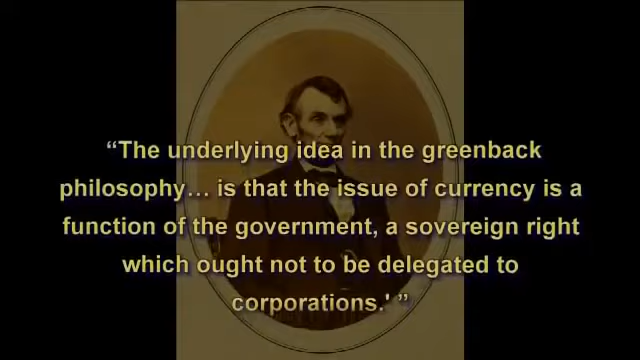 “The underlying idea in the greenback
philosophy… is that the issue of currency is a
function of the government, a sovereign right
which ought not to be delegated to
corporations.' ”